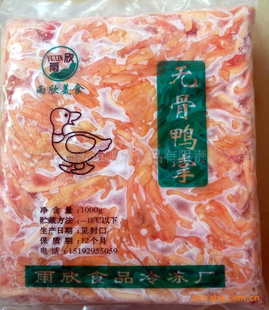 YUXIN
雨欣
雨欣美食
无骨鸭掌
净含量:1000g
贮藏方法:-18℃以下
生产日期:见封口
保质期:12个月
电话:15192955059
雨欣食品冷冻厂